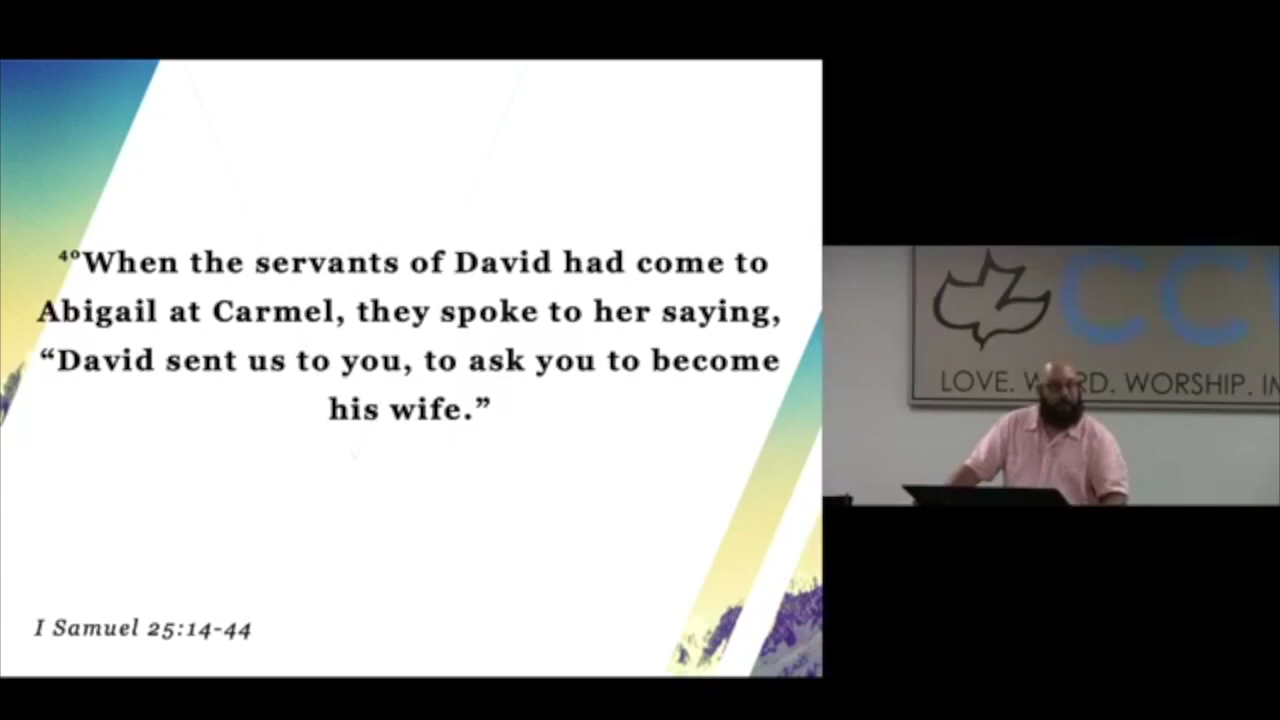 ⁴⁰When the servants of David had come to
Abigail at Carmel, they spoke to her saying,
“David sent us to you, to ask you to become
his wife.”
I Samuel 25:14-44
CC
LOVE. WORSHIP.